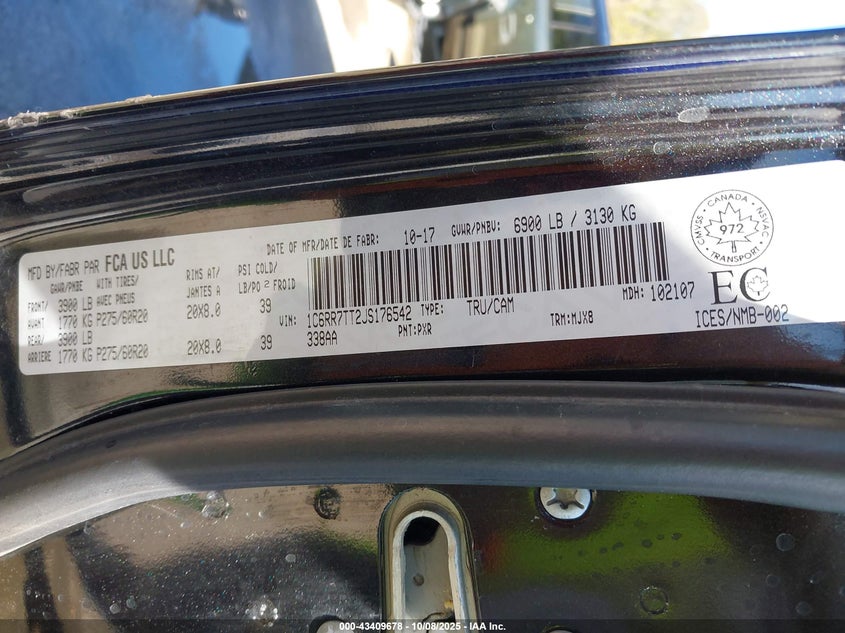 MFD BY/FABR PAR FCA US LLC
DATE OF MFR/DATE DE FABR: 10-17 GVWR/PNBV: 6900 LB / 3130 KG
GAWR/PNBE WITH TIRES/ AVEC PNEUS RIMS AT/ JANTES A PSI COLD/ LB/PO 2 FROID
FRONT/ AVANT 3900 LB 1770 KG P275/60R20 20X8.0 39
REAR/ ARRIERE 3900 LB 1770 KG P275/60R20 20X8.0 39
VIN: 1C6RR7TT2JS176542 TYPE: TRU/CAM MDH: 102107
338AA PNT:PXR TRM:MJX8
CMVSS - CANADA - NSVAC
972
TRANSPORT
EC
ICES/NMB-002
000-43409678 - 10/08/2025 - IAA Inc.